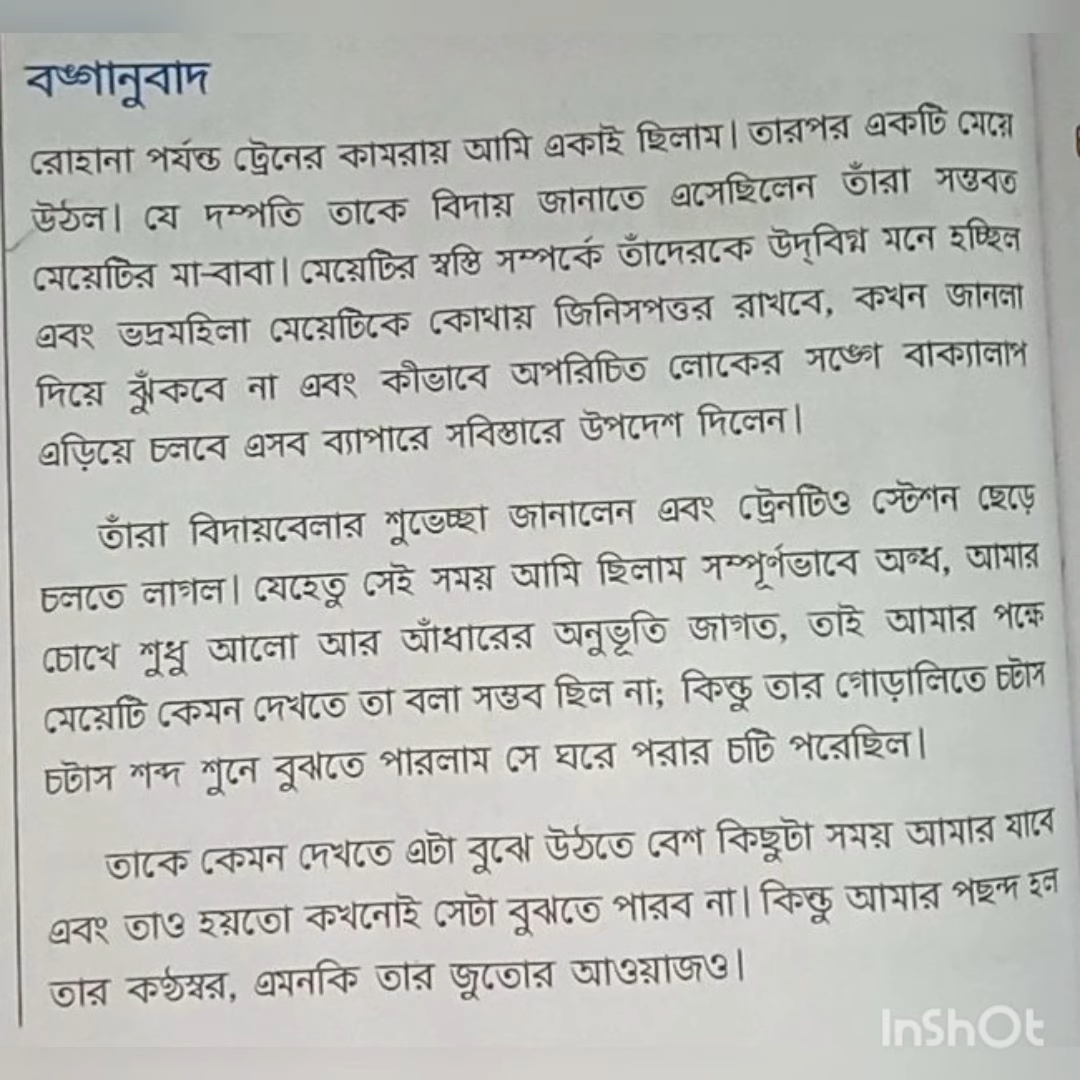 বঙ্গানুবাদ
রোহানা পর্যন্ত ট্রেনের কামরায় আমি একাই ছিলাম। তারপর একটি মেয়ে
উঠল। যে দম্পতি তাকে বিদায় জানাতে এসেছিলেন তাঁরা সম্ভবত
মেয়েটির মা-বাবা। মেয়েটির স্বস্তি সম্পর্কে তাঁদেরকে উদ্‌বিগ্ন মনে হচ্ছিল
এবং ভদ্রমহিলা মেয়েটিকে কোথায় জিনিসপত্তর রাখবে, কখন জানলা
দিয়ে ঝুঁকবে না এবং কীভাবে অপরিচিত লোকের সঙ্গে বাক্যালাপ
এড়িয়ে চলবে এসব ব্যাপারে সবিস্তারে উপদেশ দিলেন।
তাঁরা বিদায়বেলার শুভেচ্ছা জানালেন এবং ট্রেনটিও স্টেশন ছেড়ে
চলতে লাগল। যেহেতু সেই সময় আমি ছিলাম সম্পূর্ণভাবে অন্ধ, আমার
চোখে শুধু আলো আর আঁধারের অনুভূতি জাগত, তাই আমার পক্ষে
মেয়েটি কেমন দেখতে তা বলা সম্ভব ছিল না; কিন্তু তার গোড়ালিতে চটাস
চটাস শব্দ শুনে বুঝতে পারলাম সে ঘরে পরার চটি পরেছিল।
তাকে কেমন দেখতে এটা বুঝে উঠতে বেশ কিছুটা সময় আমার যাবে
এবং তাও হয়তো কখনোই সেটা বুঝতে পারব না। কিন্তু আমার পছন্দ হল
তার কণ্ঠস্বর, এমনকি তার জুতোর আওয়াজও।
InShOt